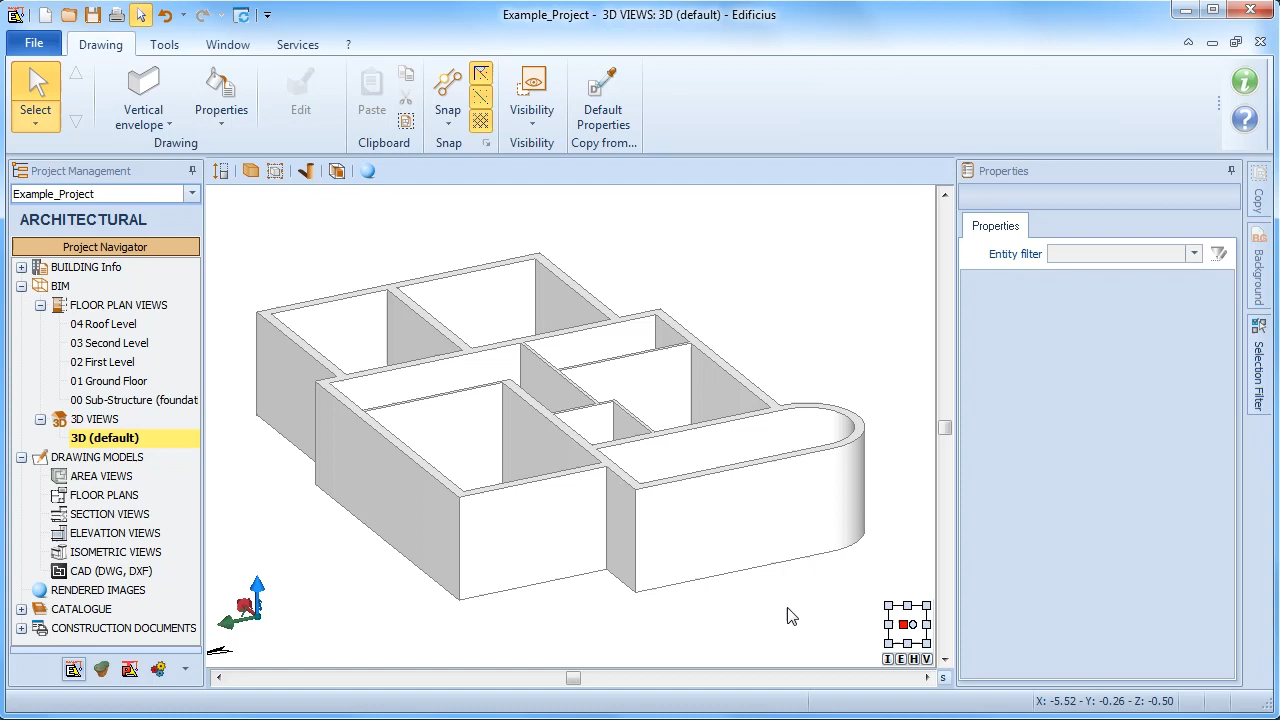 Example_Project - 3D VIEWS: 3D (default) - Edificius
File
Drawing
Tools
Window
Services
?
Select
Vertical
envelope
Properties
Edit
Paste
Snap
Visibility
Default
Properties
Drawing
Clipboard
Snap
Visibility
Copy from...
Project Management
Example_Project
ARCHITECTURAL
Project Navigator
BUILDING Info
BIM
FLOOR PLAN VIEWS
04 Roof Level
03 Second Level
02 First Level
01 Ground Floor
00 Sub-Structure (foundat
3D VIEWS
3D (default)
DRAWING MODELS
AREA VIEWS
FLOOR PLANS
SECTION VIEWS
ELEVATION VIEWS
ISOMETRIC VIEWS
CAD (DWG, DXF)
RENDERED IMAGES
CATALOGUE
CONSTRUCTION DOCUMENTS
I E H V
s
Properties
Properties
Entity filter
Copy
Background
Selection Filter
X: -5.52 - Y: -0.26 - Z: -0.50